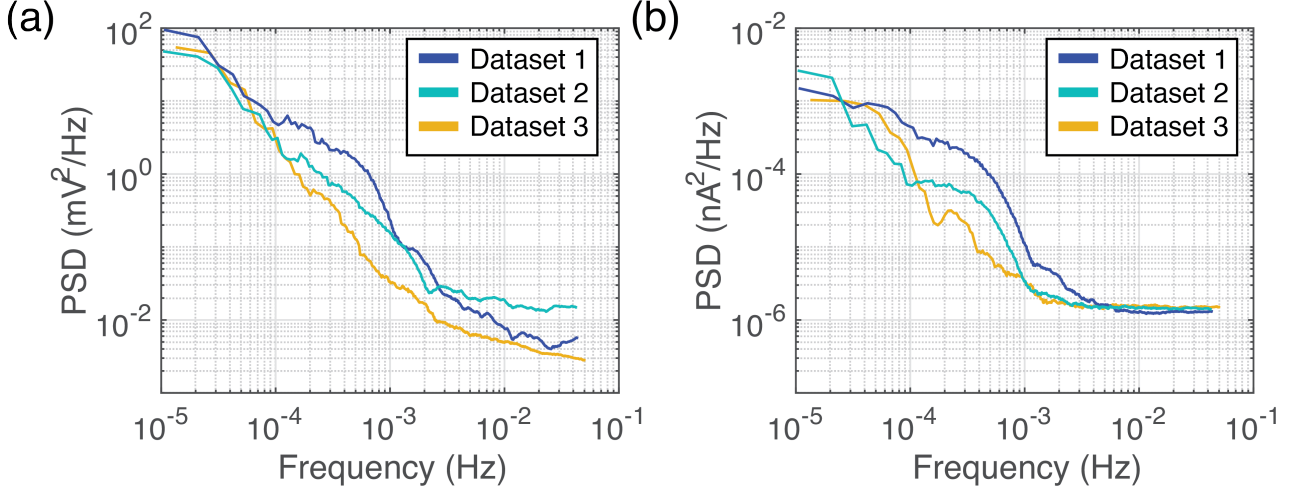 (a)
10^2
10^0
10^-2
PSD (mV^2/Hz)
Dataset 1
Dataset 2
Dataset 3
10^-5 10^-4 10^-3 10^-2 10^-1
Frequency (Hz)
(b)
10^-2
10^-4
10^-6
PSD (nA^2/Hz)
Dataset 1
Dataset 2
Dataset 3
10^-5 10^-4 10^-3 10^-2 10^-1
Frequency (Hz)